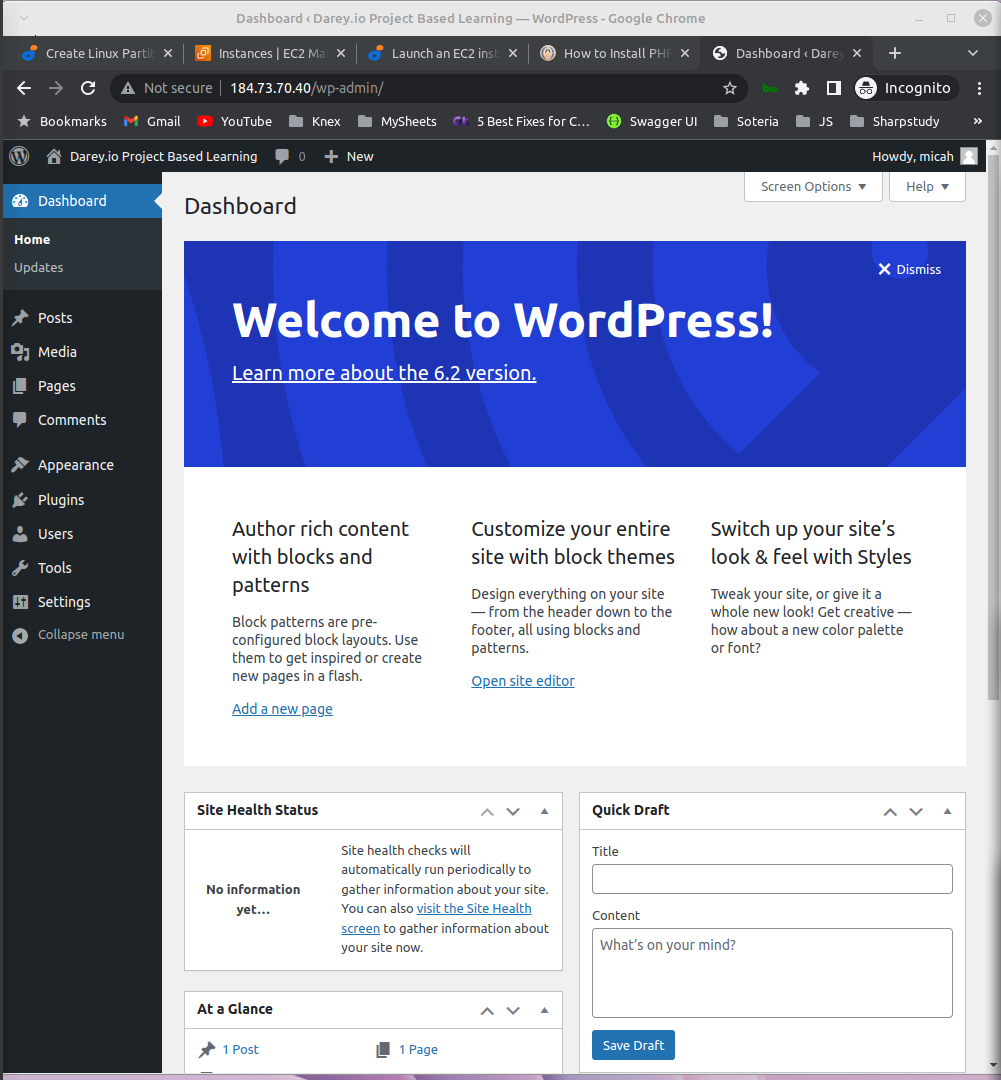 Dashboard ‹ Darey.io Project Based Learning — WordPress - Google Chrome
Create Linux Partit
Instances | EC2 Ma
Launch an EC2 inst
How to Install PHP
Dashboard ‹ Darey
Not secure
184.73.70.40/wp-admin/
bw
Incognito
Bookmarks
Gmail
YouTube
Knex
MySheets
5 Best Fixes for C...
Swagger UI
Soteria
JS
Sharpstudy
»
Darey.io Project Based Learning
0
New
Howdy, micah
Dashboard
Home
Updates
Posts
Media
Pages
Comments
Appearance
Plugins
Users
Tools
Settings
Collapse menu
Screen Options
Help
Dashboard
Dismiss
Welcome to WordPress!
Learn more about the 6.2 version.
Author rich content
with blocks and
patterns
Block patterns are pre-
configured block layouts. Use
them to get inspired or create
new pages in a flash.
Add a new page
Customize your entire
site with block themes
Design everything on your site
— from the header down to the
footer, all using blocks and
patterns.
Open site editor
Switch up your site’s
look & feel with Styles
Tweak your site, or give it a
whole new look! Get creative —
how about a new color palette
or font?
Site Health Status
No information
yet…
Site health checks will
automatically run periodically to
gather information about your site.
You can also visit the Site Health
screen to gather information about
your site now.
At a Glance
1 Post
1 Page
Quick Draft
Title
Content
What’s on your mind?
Save Draft